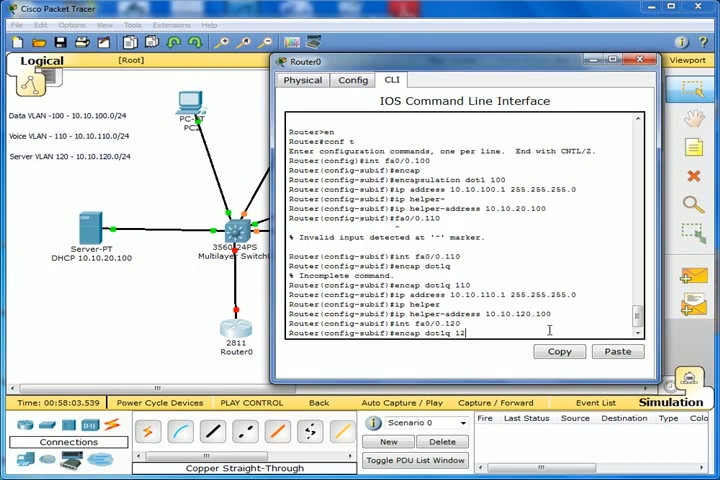 Cisco Packet Tracer
File Edit Options View Tools Extensions Help
Logical
[Root]
Viewport
Data VLAN -100 - 10.10.100.0/24
Voice VLAN - 110 - 10.10.110.0/24
Server VLAN 120 - 10.10.120.0/24
PC-PT
PC2
Server-PT
DHCP 10.10.20.100
3560-24PS
Multilayer Switch0
2811
Router0
Router0
Physical
Config
CLI
IOS Command Line Interface
Router>en
Router#conf t
Enter configuration commands, one per line. End with CNTL/Z.
Router(config)#int fa0/0.100
Router(config-subif)#encap
Router(config-subif)#encapsulation dot1 100
Router(config-subif)#ip address 10.10.100.1 255.255.255.0
Router(config-subif)#ip helper-
Router(config-subif)#ip helper-address 10.10.20.100
Router(config-subif)#fa0/0.110
^
% Invalid input detected at '^' marker.
Router(config-subif)#int fa0/0.110
Router(config-subif)#encap dot1q
% Incomplete command.
Router(config-subif)#encap dot1q 110
Router(config-subif)#ip address 10.10.110.1 255.255.255.0
Router(config-subif)#ip helper
Router(config-subif)#ip helper-address 10.10.120.100
Router(config-subif)#int fa0/0.120
Router(config-subif)#encap dot1q 12
Copy
Paste
Time: 00:58:03.539
Power Cycle Devices
PLAY CONTROL
Back
Auto Capture / Play
Capture / Forward
Event List
Simulation
Connections
Copper Straight-Through
Scenario 0
New
Delete
Toggle PDU List Window
Fire
Last Status
Source
Destination
Type
Colo